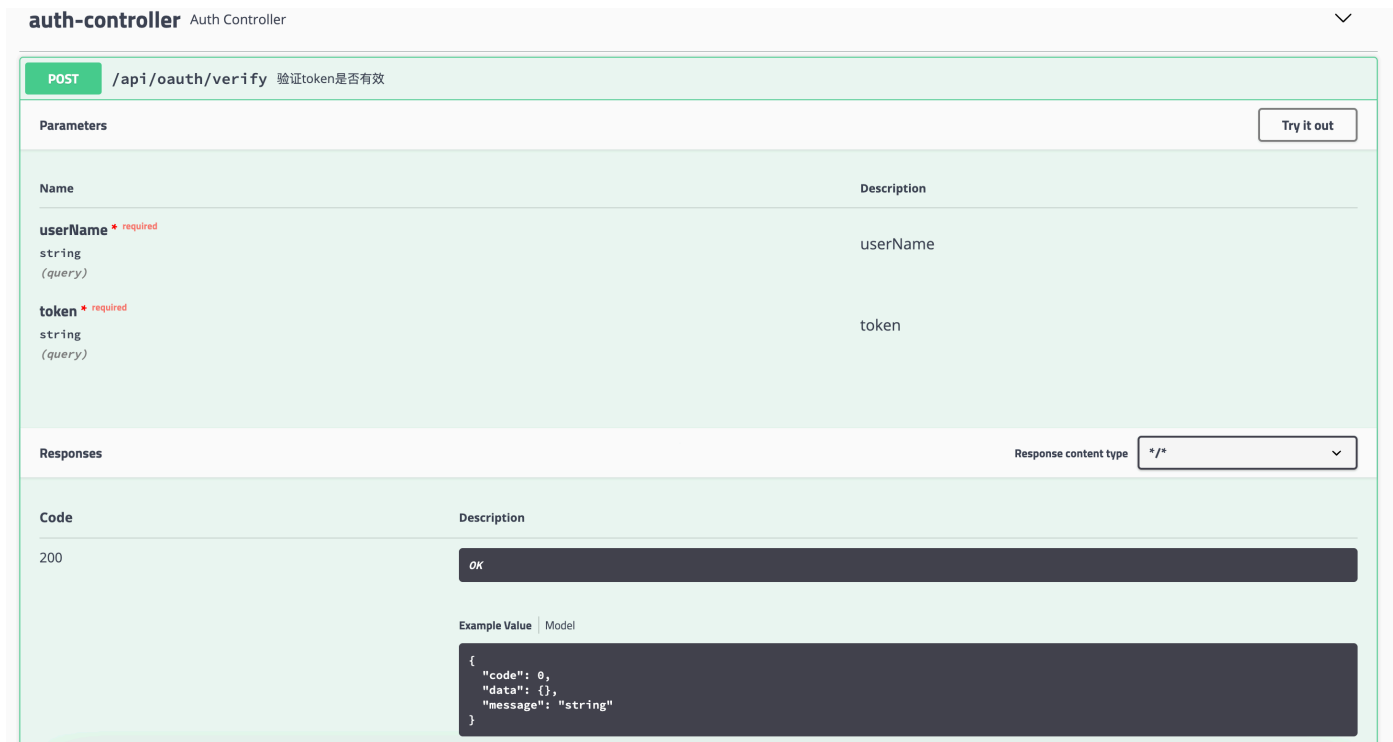 auth-controller Auth Controller
POST /api/oauth/verify 验证token是否有效
Parameters Try it out
Name Description
userName * required
string
(query)
userName
token * required
string
(query)
token
Responses Response content type */*
Code Description
200 OK
Example Value Model
{
  "code": 0,
  "data": {},
  "message": "string"
}